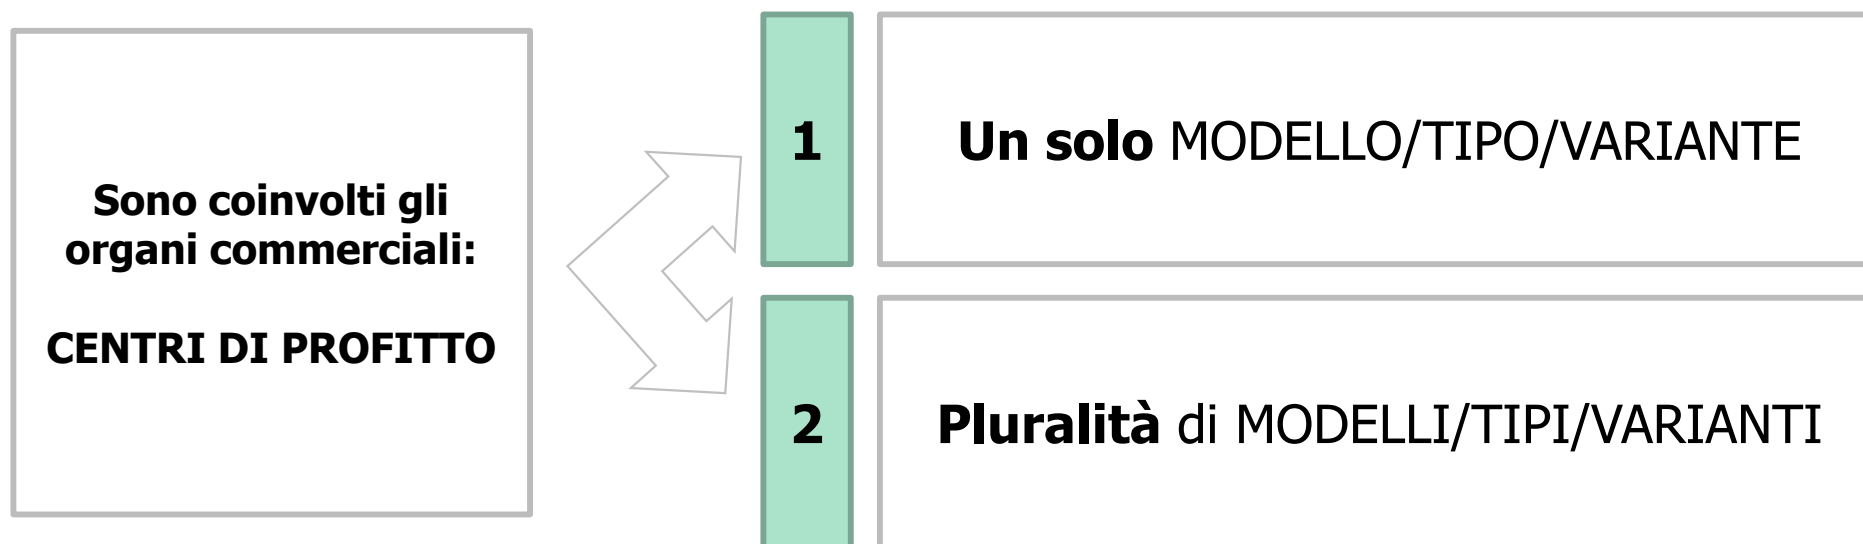 Sono coinvolti gli
organi commerciali:
CENTRI DI PROFITTO
1
Un solo MODELLO/TIPO/VARIANTE
2
Pluralità di MODELLI/TIPI/VARIANTI